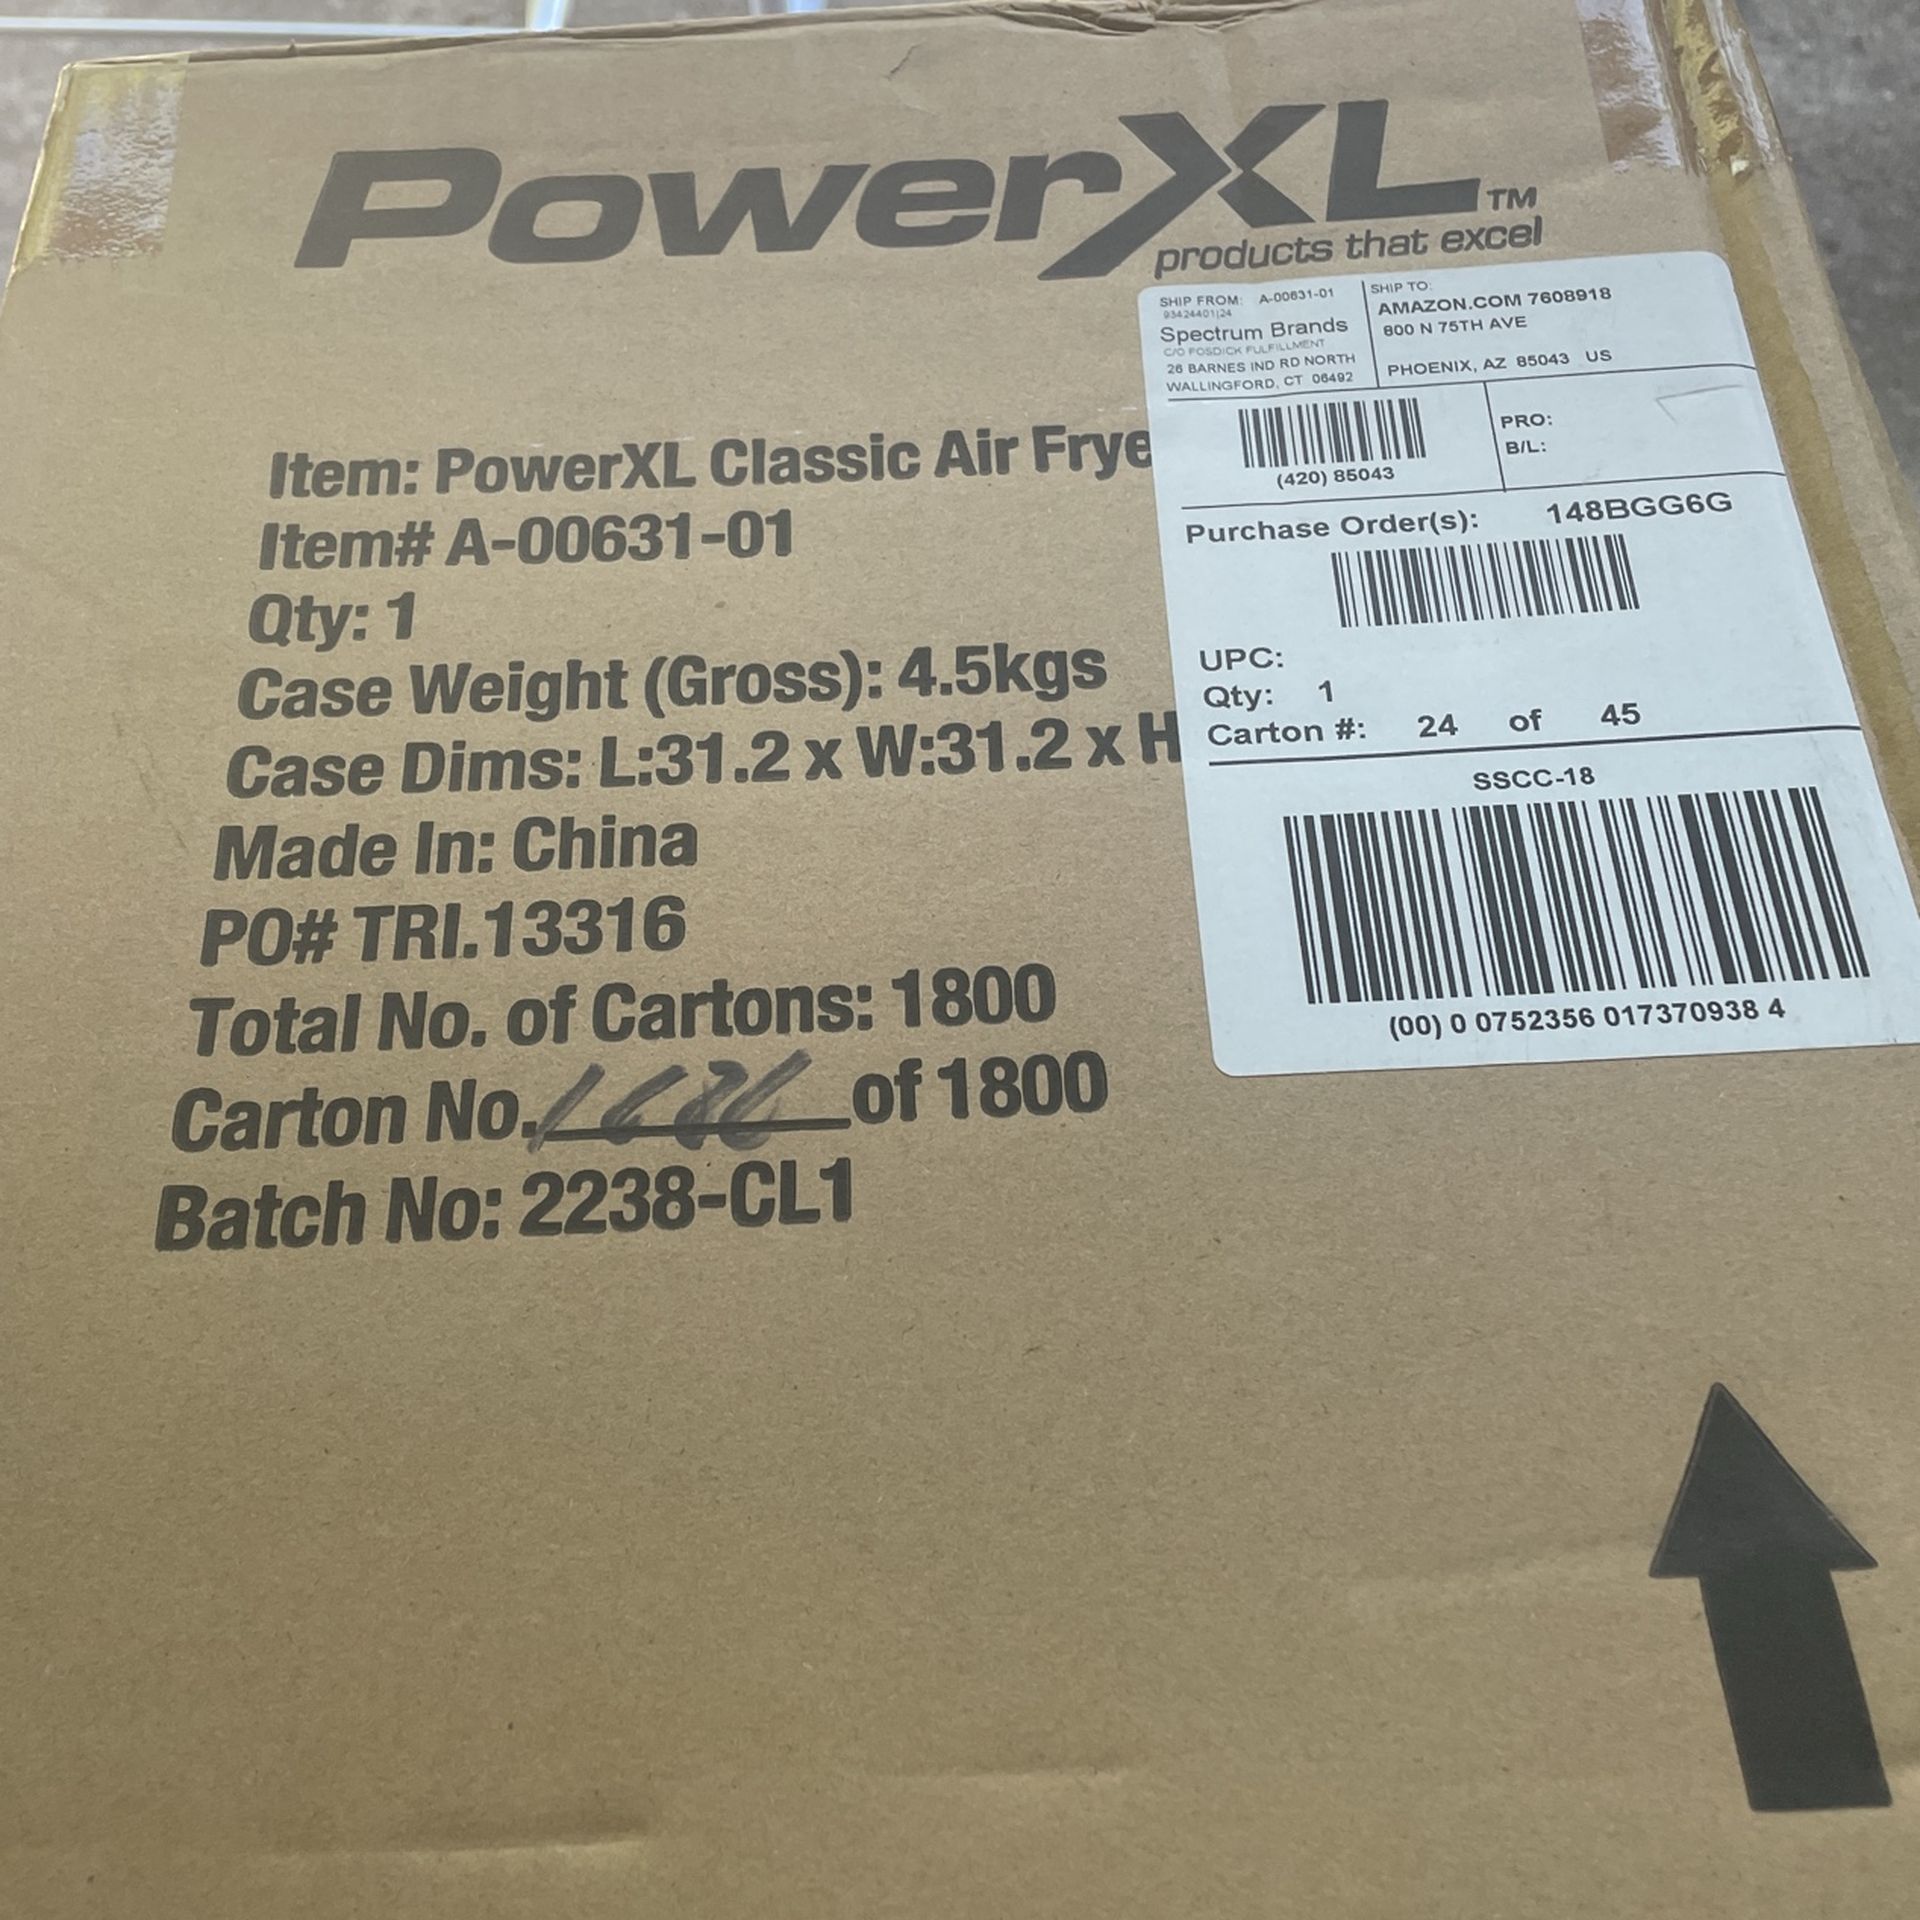 PowerXL™
products that excel
Item: PowerXL Classic Air Frye
Item# A-00631-01
Qty: 1
Case Weight (Gross): 4.5kgs
Case Dims: L:31.2 x W:31.2 x H
Made In: China
PO# TRI.13316
Total No. of Cartons: 1800
Carton No. of 1800
Batch No: 2238-CL1
SHIP FROM: A-00631-01
93424401|24
Spectrum Brands
C/O FOSDICK FULFILLMENT
26 BARNES IND RD NORTH
WALLINGFORD, CT 06492
SHIP TO:
AMAZON.COM 7608918
800 N 75TH AVE
PHOENIX, AZ 85043 US
(420) 85043
PRO:
B/L:
Purchase Order(s): 148BGG6G
UPC:
Qty: 1
Carton #: 24 of 45
SSCC-18
(00) 0 0752356 017370938 4